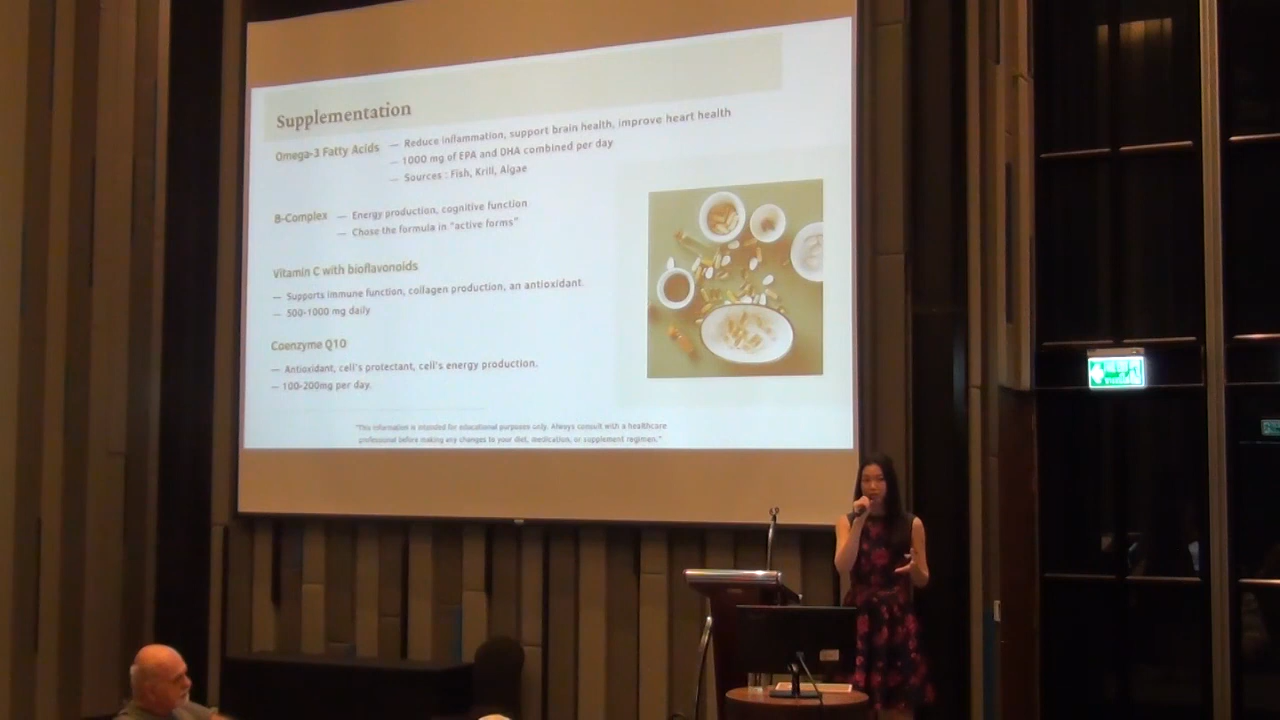 Supplementation
Omega-3 Fatty Acids
— Reduce inflammation, support brain health, improve heart health
— 1000 mg of EPA and DHA combined per day
— Sources : Fish, Krill, Algae
B-Complex
— Energy production, cognitive function
— Chose the formula in "active forms"
Vitamin C with bioflavonoids
— Supports immune function, collagen production, an antioxidant.
— 500-1000 mg daily
Coenzyme Q10
— Antioxidant, cell's protectant, cell's energy production.
— 100-200mg per day.
"This information is intended for educational purposes only. Always consult with a healthcare
professional before making any changes to your diet, medication, or supplement regimen."